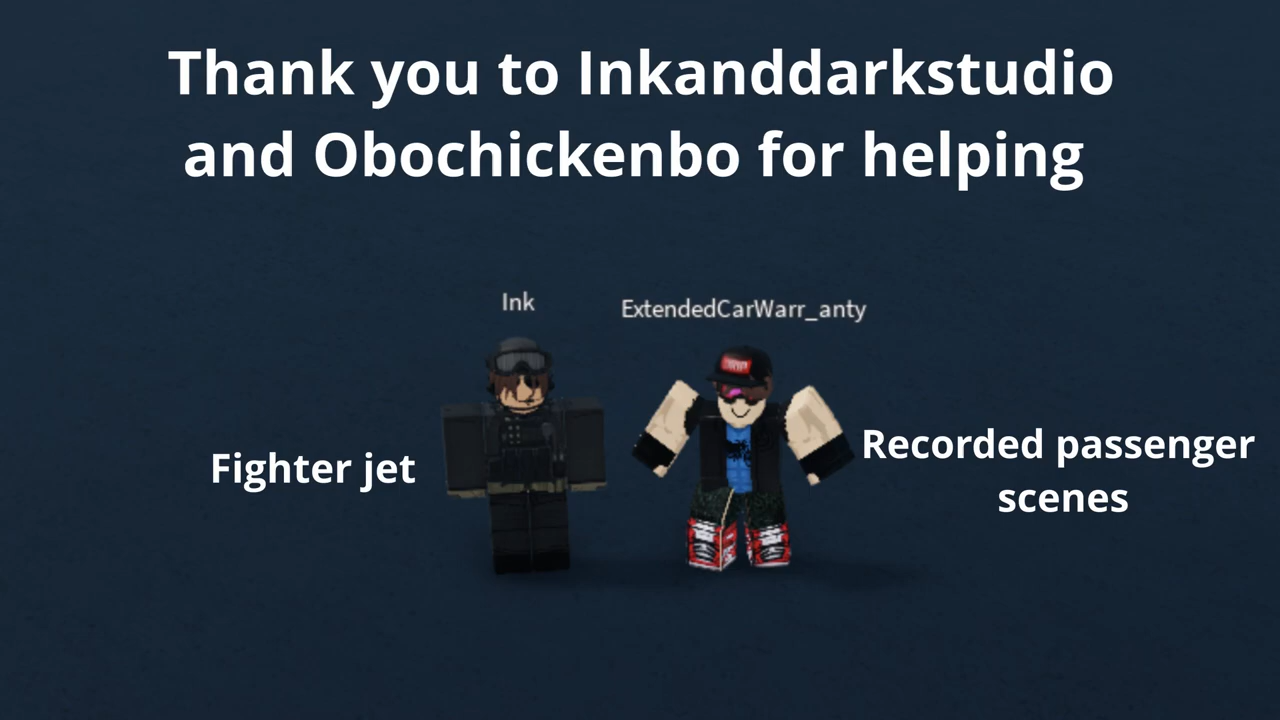 Thank you to Inkanddarkstudio
and Obochickenbo for helping
Ink
ExtendedCarWarr_anty
Fighter jet
Recorded passenger
scenes